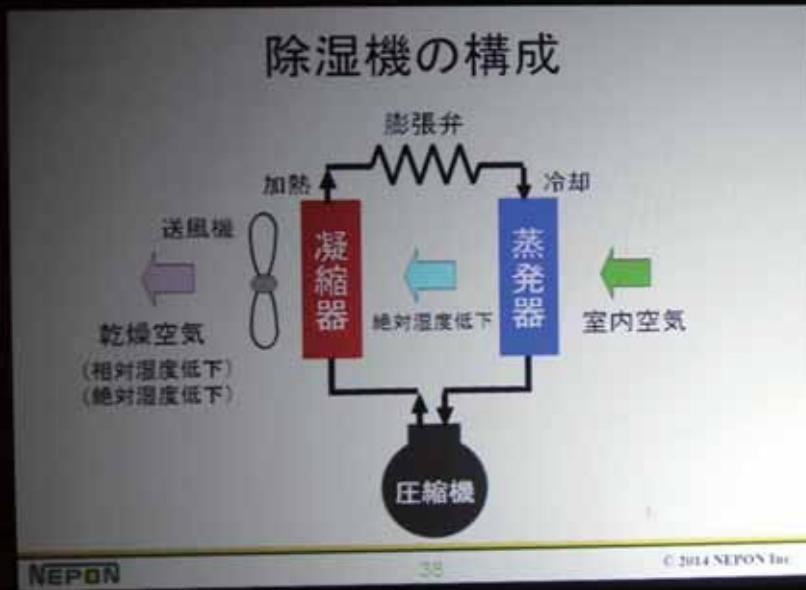 除湿機の構成
膨張弁
加熱
冷却
送風機
凝縮器
蒸発器
絶対湿度低下
室内空気
乾燥空気
(相対湿度低下)
(絶対湿度低下)
圧縮機
NEPON
38
© 2014 NEPON Inc